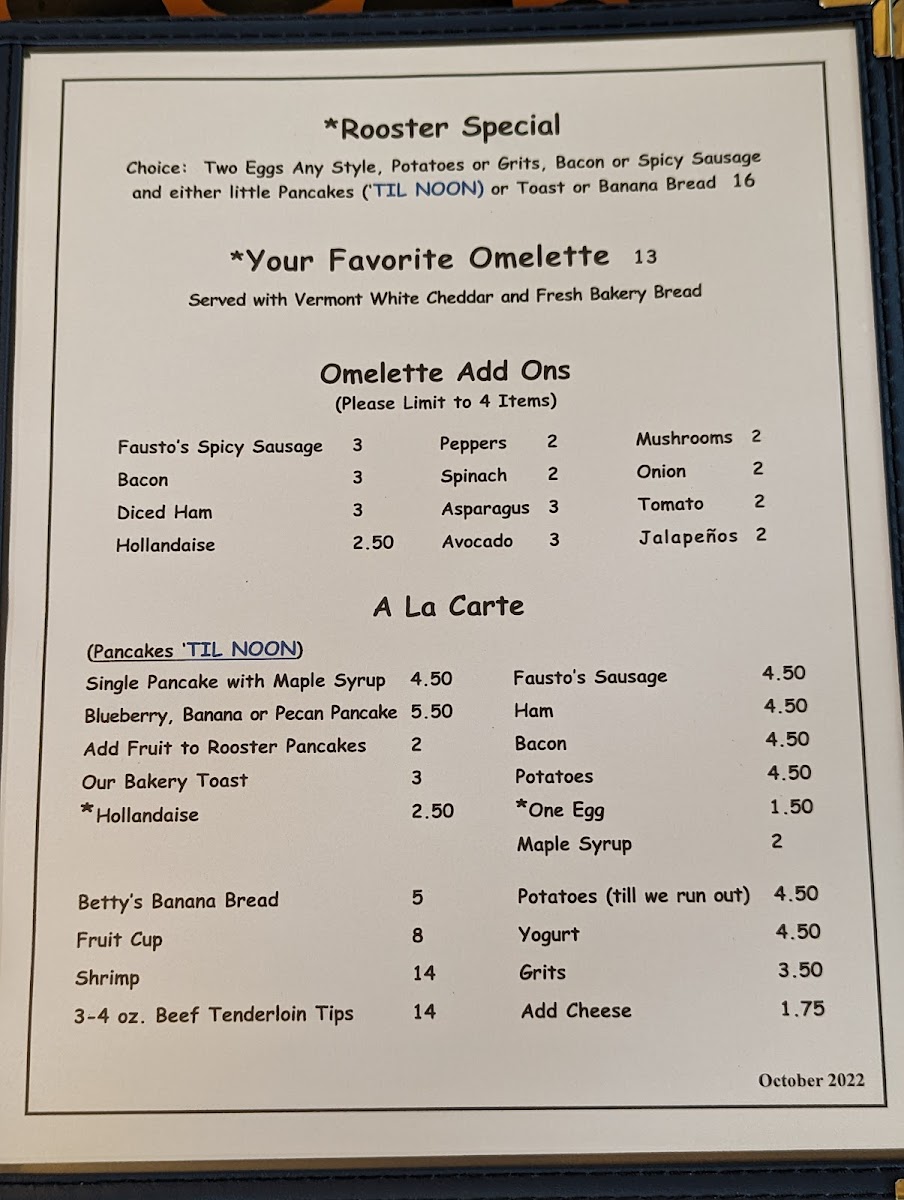 *Rooster Special
Choice: Two Eggs Any Style, Potatoes or Grits, Bacon or Spicy Sausage
and either little Pancakes ('TIL NOON) or Toast or Banana Bread 16
*Your Favorite Omelette 13
Served with Vermont White Cheddar and Fresh Bakery Bread
Omelette Add Ons
(Please Limit to 4 Items)
Fausto's Spicy Sausage 3 Peppers 2 Mushrooms 2
Bacon 3 Spinach 2 Onion 2
Diced Ham 3 Asparagus 3 Tomato 2
Hollandaise 2.50 Avocado 3 Jalapeños 2
A La Carte
(Pancakes 'TIL NOON)
Single Pancake with Maple Syrup 4.50 Fausto's Sausage 4.50
Blueberry, Banana or Pecan Pancake 5.50 Ham 4.50
Add Fruit to Rooster Pancakes 2 Bacon 4.50
Our Bakery Toast 3 Potatoes 4.50
*Hollandaise 2.50 *One Egg 1.50
Maple Syrup 2
Betty's Banana Bread 5 Potatoes (till we run out) 4.50
Fruit Cup 8 Yogurt 4.50
Shrimp 14 Grits 3.50
3-4 oz. Beef Tenderloin Tips 14 Add Cheese 1.75
October 2022